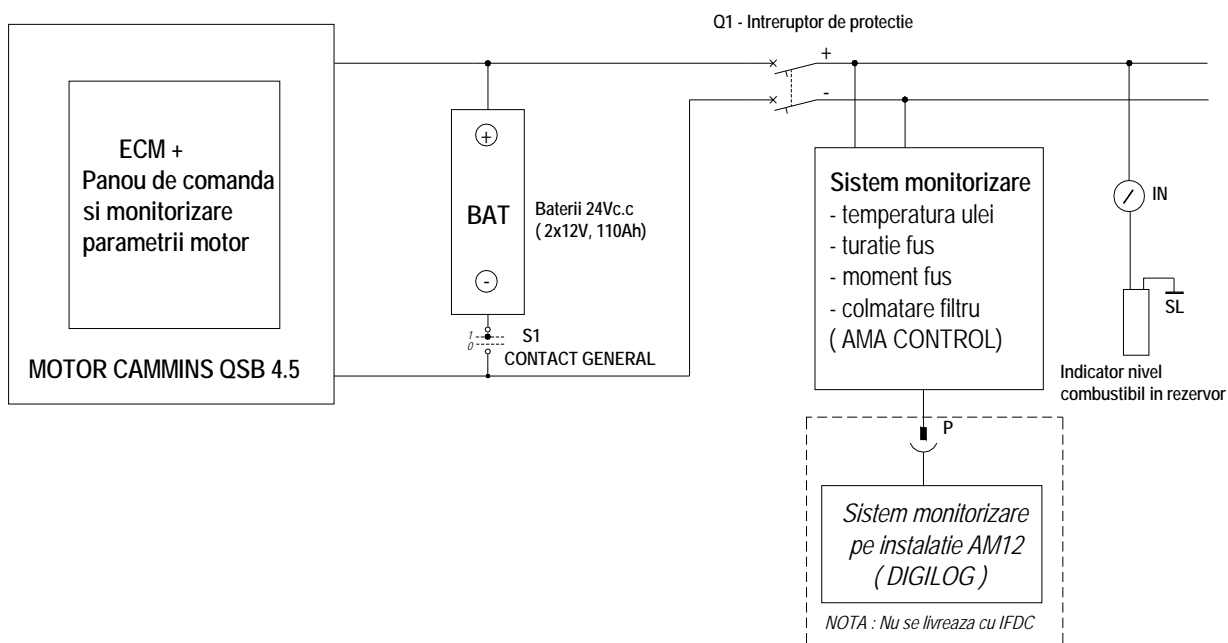 Q1 - Intreruptor de protectie
+
-
ECM +
Panou de comanda
si monitorizare
parametrii motor
MOTOR CAMMINS QSB 4.5
+
BAT
-
Baterii 24Vc.c
( 2x12V, 110Ah)
1
0
S1
CONTACT GENERAL
Sistem monitorizare
- temperatura ulei
- turatie fus
- moment fus
- colmatare filtru
( AMA CONTROL)
IN
SL
Indicator nivel
combustibil in rezervor
P
Sistem monitorizare
pe instalatie AM12
( DIGILOG )
NOTA : Nu se livreaza cu IFDC